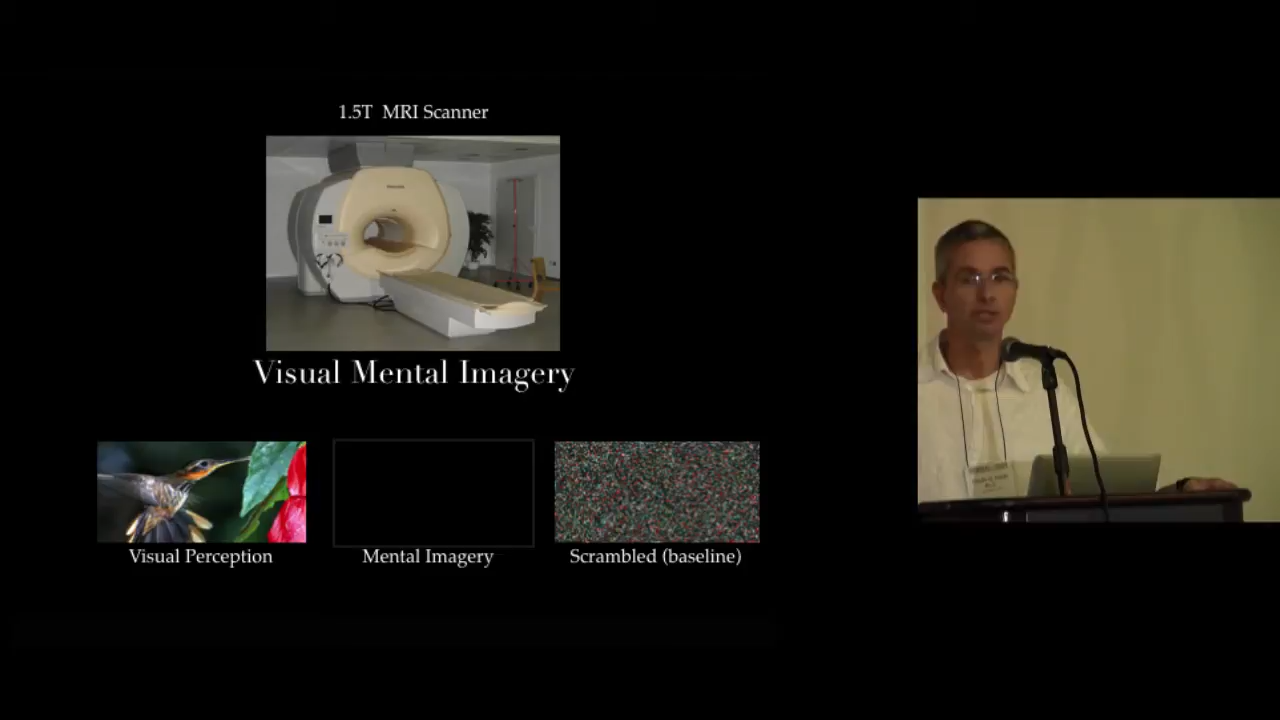 1.5T MRI Scanner
Visual Mental Imagery
Visual Perception
Mental Imagery
Scrambled (baseline)